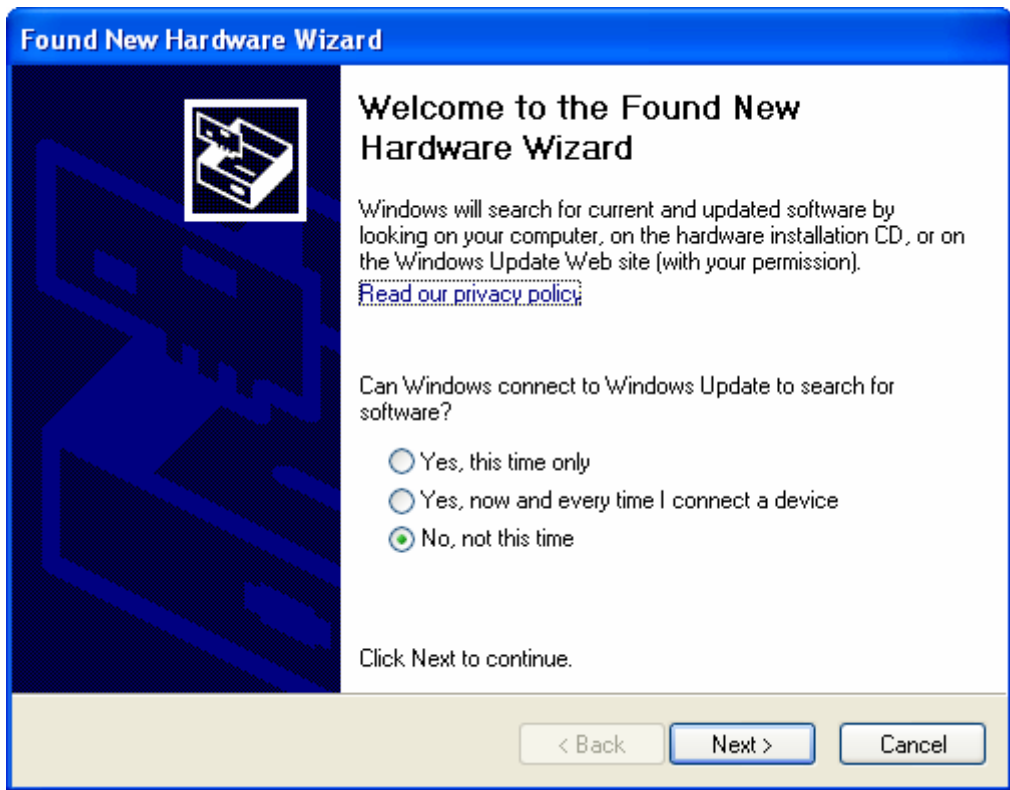 Found New Hardware Wizard
Welcome to the Found New
Hardware Wizard
Windows will search for current and updated software by
looking on your computer, on the hardware installation CD, or on
the Windows Update Web site (with your permission).
Read our privacy policy
Can Windows connect to Windows Update to search for
software?
Yes, this time only
Yes, now and every time I connect a device
No, not this time
Click Next to continue.
< Back Next > Cancel